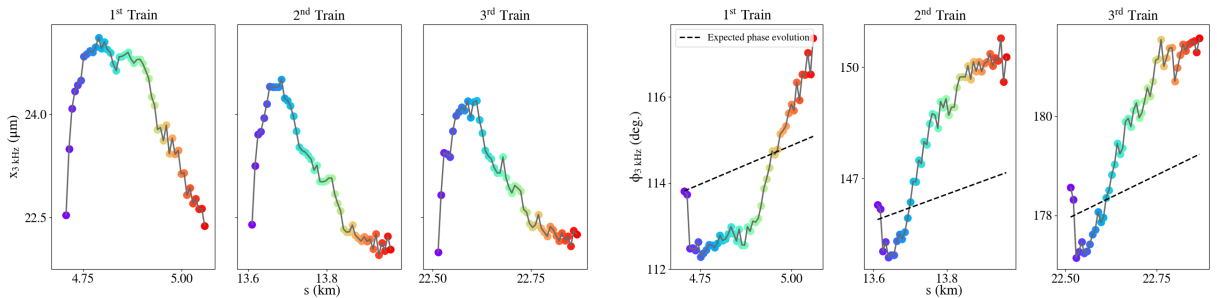 1st Train
2nd Train
3rd Train
1st Train
2nd Train
3rd Train
x3 kHz (μm)
24.0
22.5
4.75
5.00
13.6
13.8
22.50
22.75
s (km)
ϕ3 kHz (deg.)
Expected phase evolution
116
114
112
150
147
180
178
4.75
5.00
13.6
13.8
22.50
22.75
s (km)